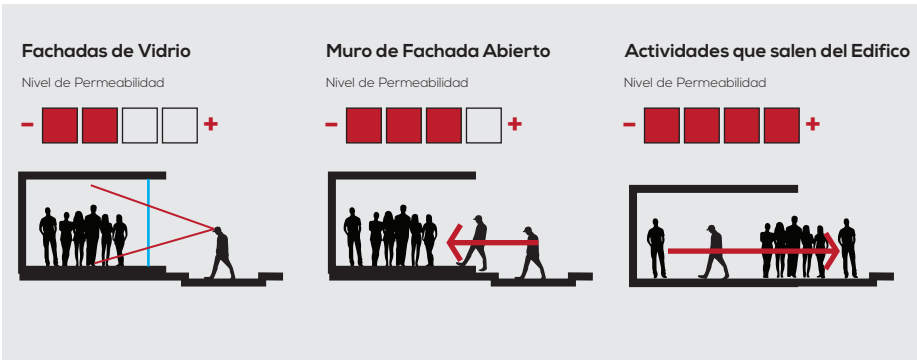 Fachadas de Vidrio
Nivel de Permeabilidad
- +
Muro de Fachada Abierto
Nivel de Permeabilidad
- +
Actividades que salen del Edifico
Nivel de Permeabilidad
- +